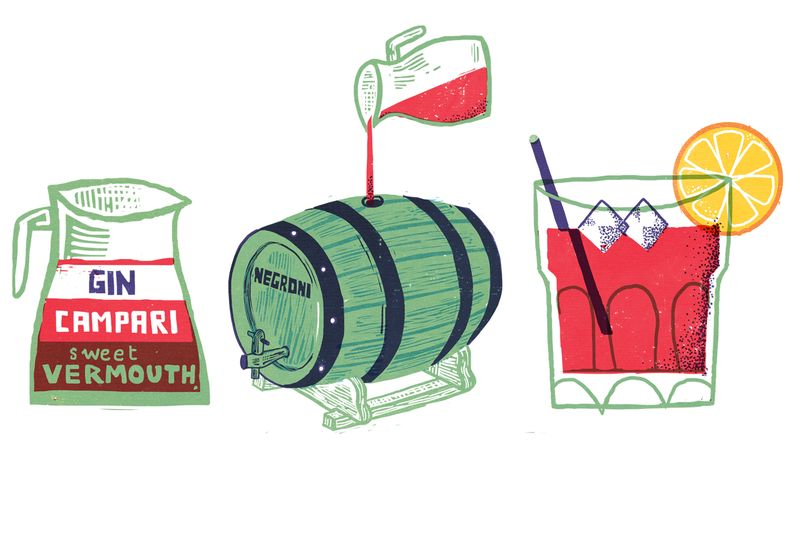 GIN
CAMPARI
sweet
VERMOUTH
NEGRONI